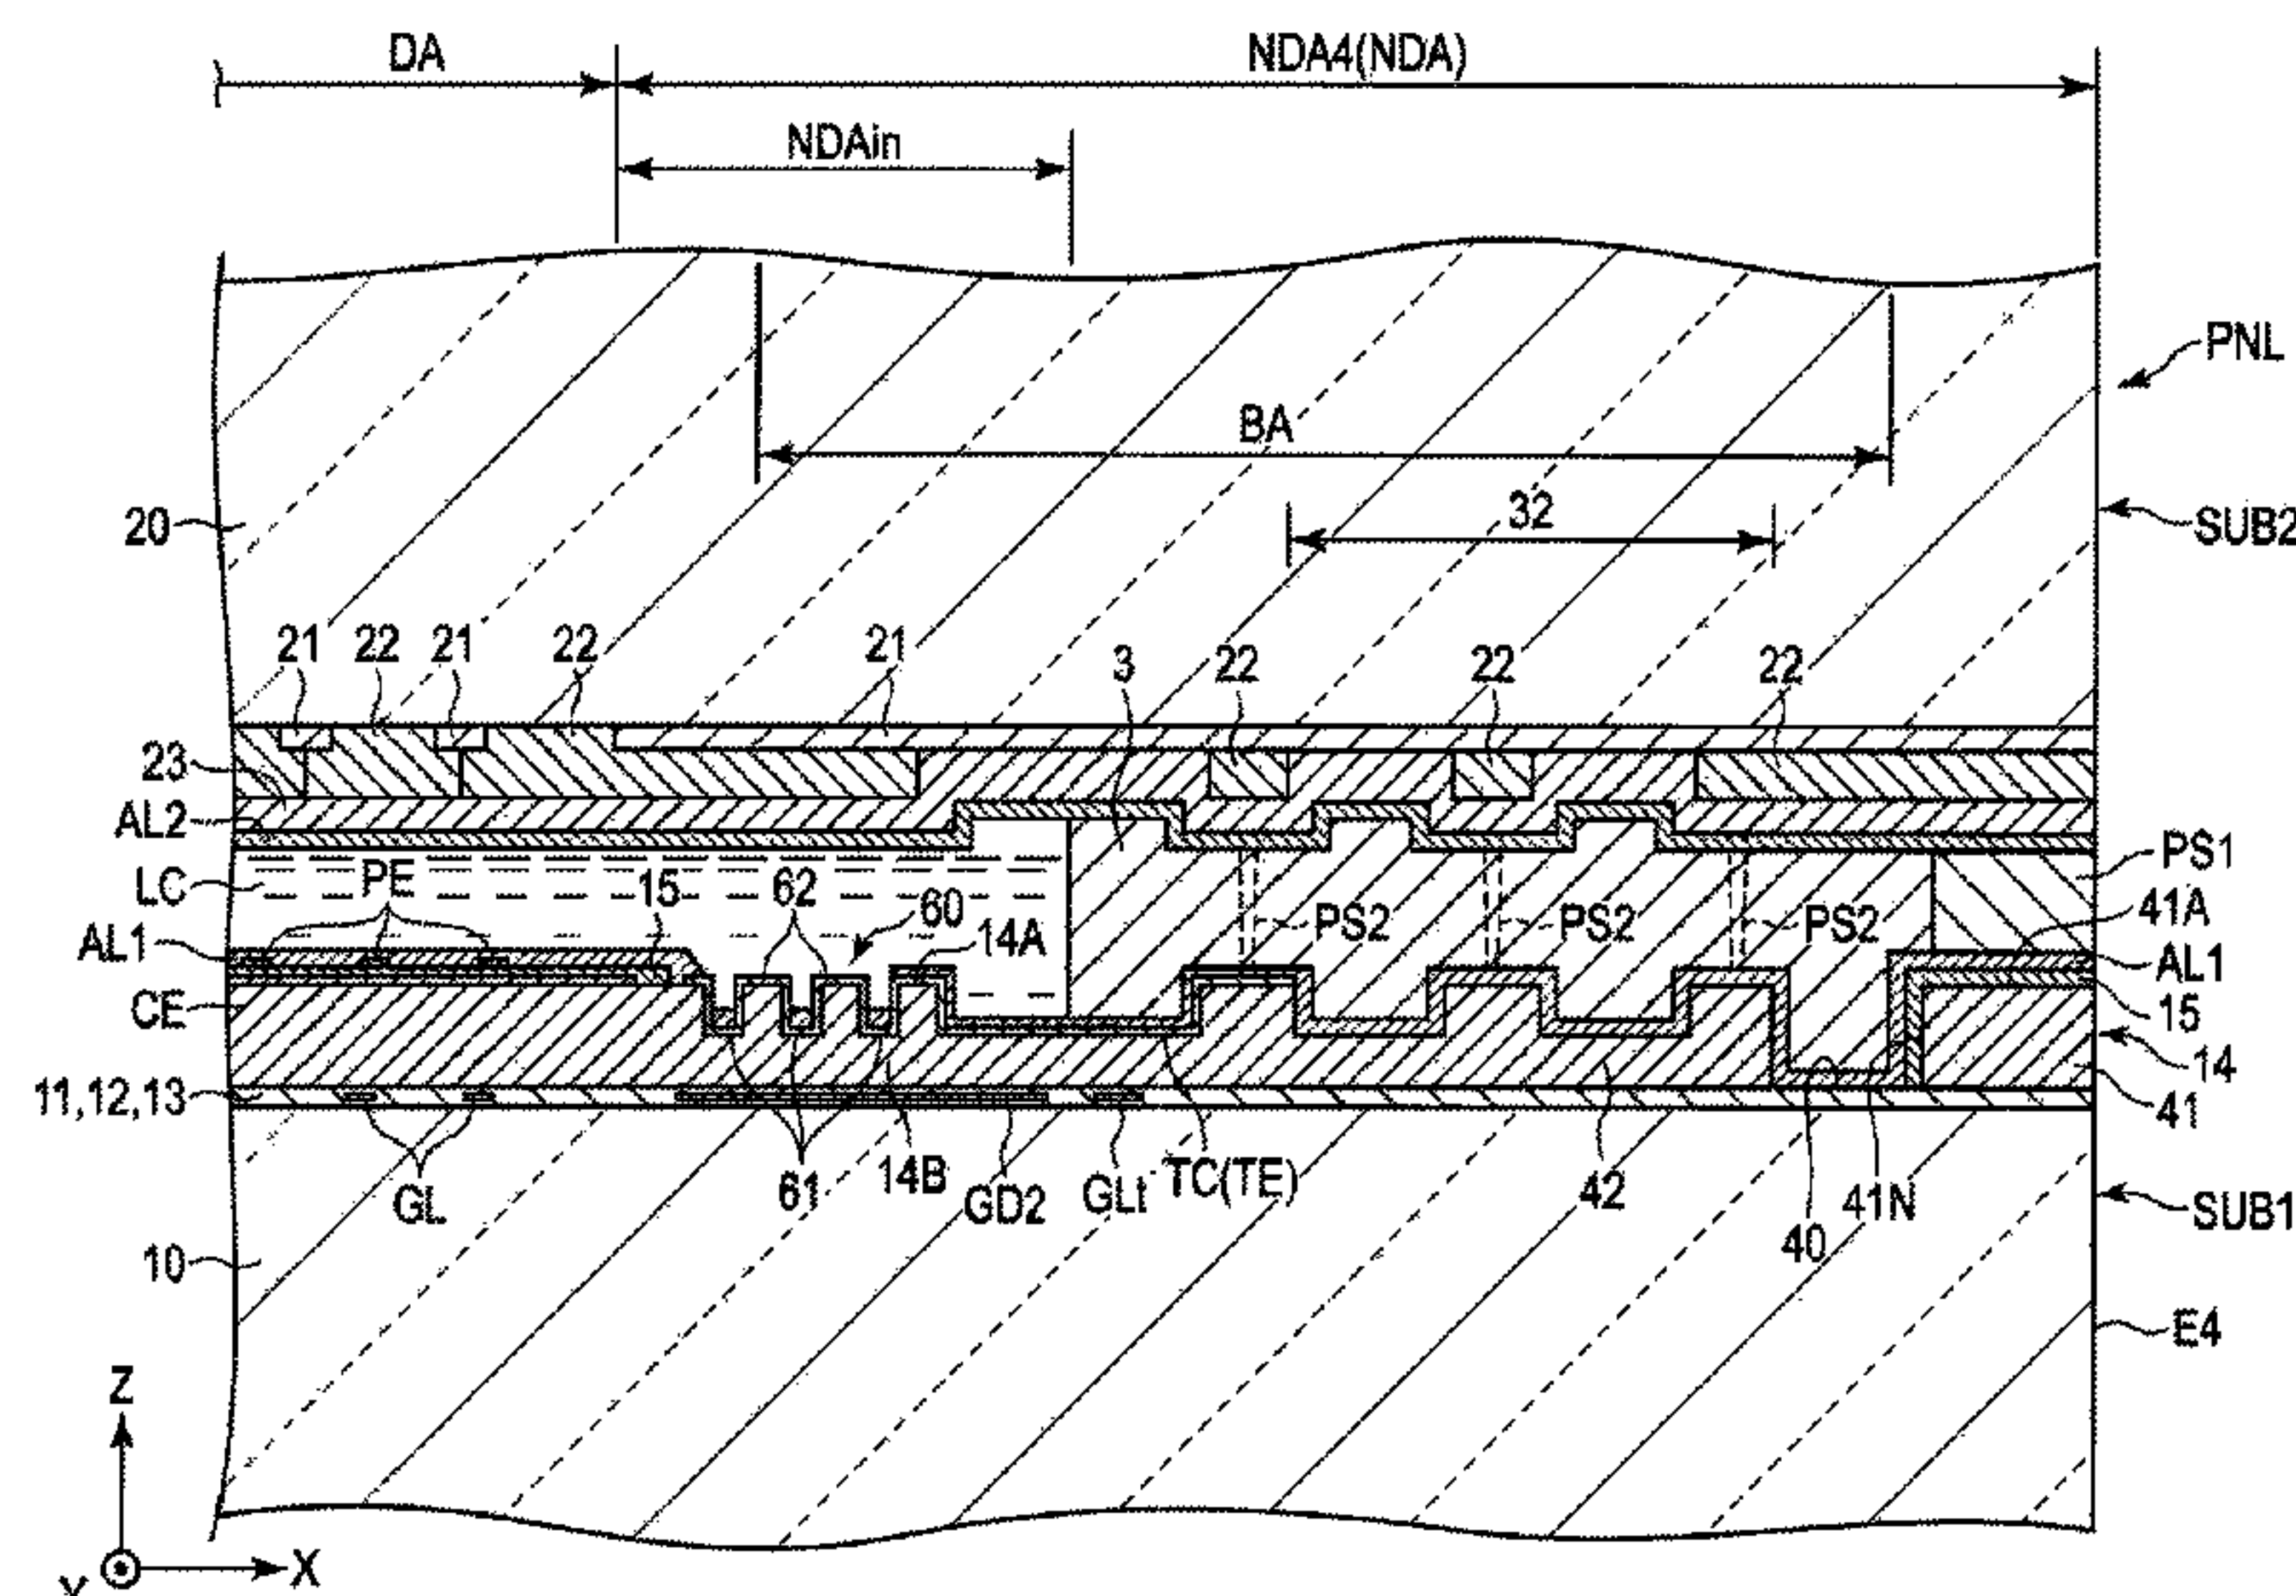 DA
NDA4(NDA)
NDAin
PNL
BA
32
20
SUB2
21 22 21 22 21 3 22 22 22
23
AL2
LC
PE
15
62
60
14A
PS2
PS2
PS2
PS1
41A
AL1
AL1
CE
15
14
11,12,13
41
GL
61
14B
GD2
GLt
TC(TE)
42
40
41N
SUB1
10
E4
Z
X
Y